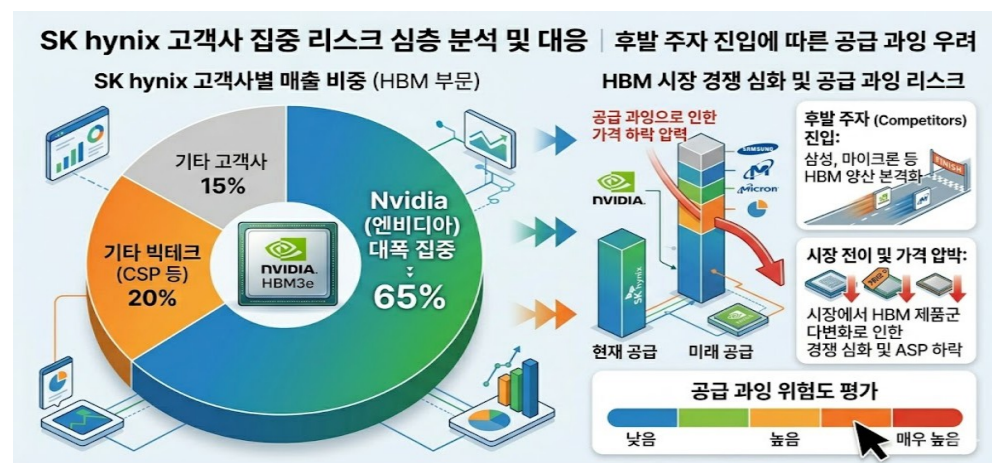 SK hynix 고객사 집중 리스크 심층 분석 및 대응 | 후발 주자 진입에 따른 공급 과잉 우려
SK hynix 고객사별 매출 비중 (HBM 부문)
기타 고객사
15%
기타 빅테크
(CSP 등)
20%
Nvidia
(엔비디아)
대폭 집중
65%
NVIDIA.
HBM3e
HBM 시장 경쟁 심화 및 공급 과잉 리스크
공급 과잉으로 인한
가격 하락 압력
NVIDIA.
SK hynix
SAMSUNG
Micron
현재 공급
미래 공급
후발 주자 (Competitors)
진입:
삼성, 마이크론 등
HBM 양산 본격화
FINISH
시장 전이 및 가격 압박:
시장에서 HBM 제품군
다변화로 인한
경쟁 심화 및 ASP 하락
공급 과잉 위험도 평가
낮음
높음
매우 높음